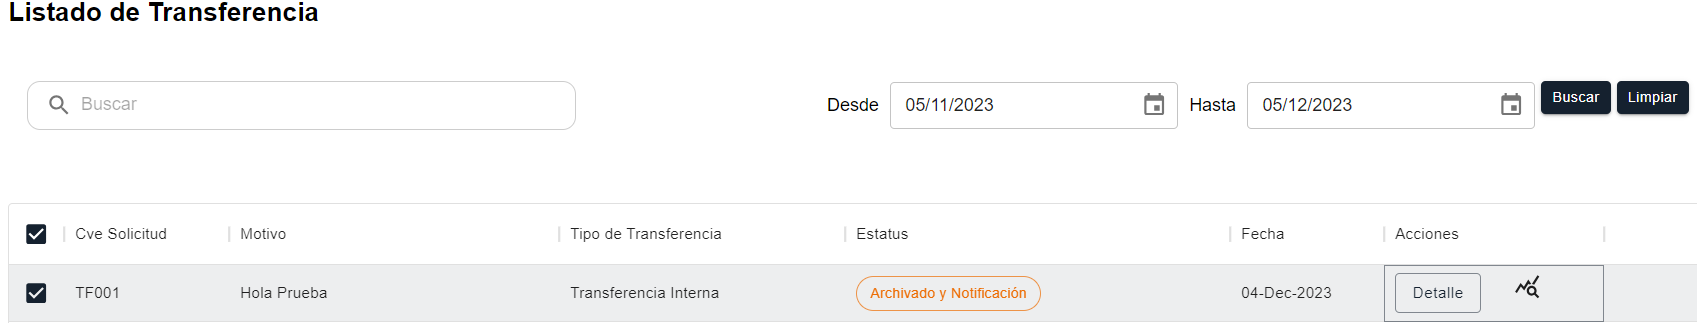 Listado de Transferencia
Buscar Desde 05/11/2023 Hasta 05/12/2023 Buscar Limpiar
Cve Solicitud Motivo Tipo de Transferencia Estatus Fecha Acciones
TF001 Hola Prueba Transferencia Interna Archivado y Notificación 04-Dec-2023 Detalle